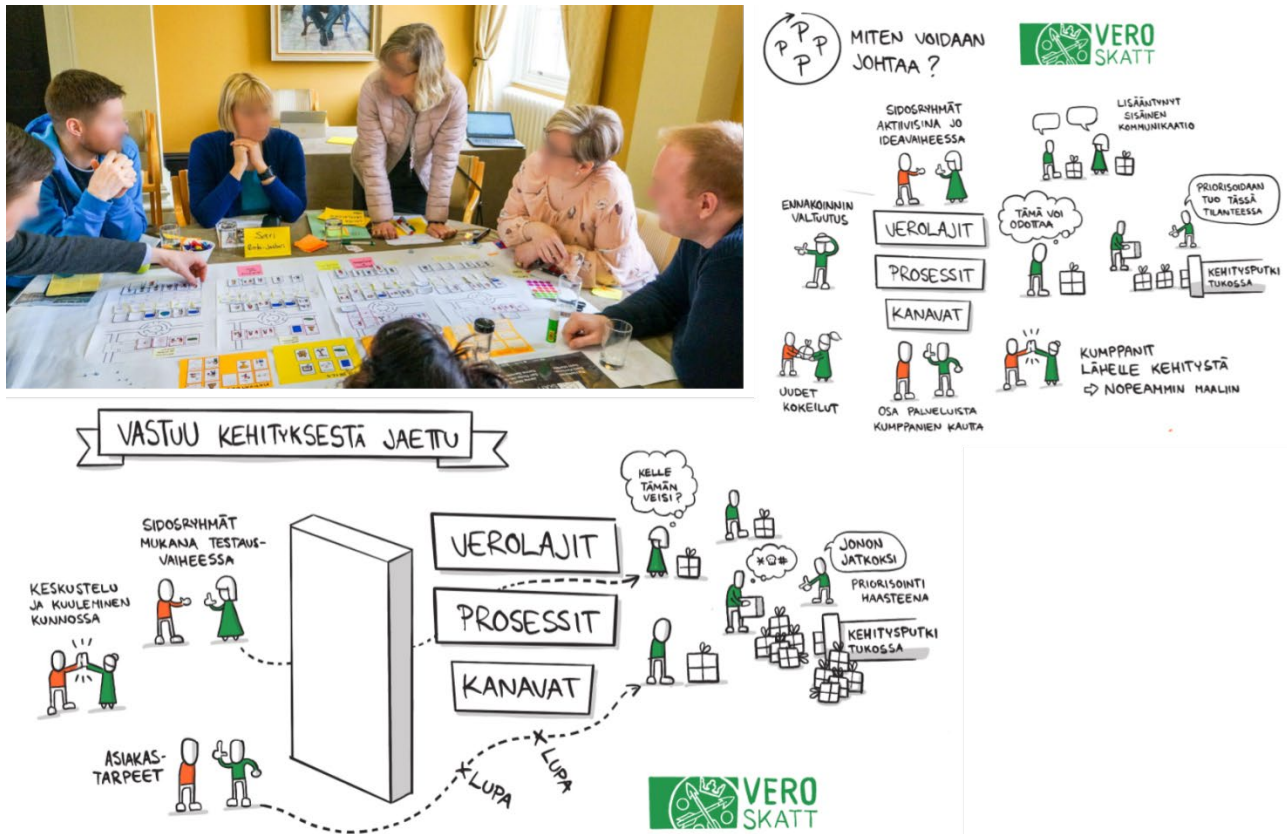 Satri
P
P
P
P
MITEN VOIDAAN
JOHTAA?
VERO
SKATT
SIDOSRYHMÄT
AKTIIVISINA JO
IDEAVAIHEESSA
LISÄÄNTYNYT
SISÄINEN
KOMMUNIKAATIO
ENNAKOINNIN
VALTUUTUS
VEROLAJIT
PROSESSIT
KANAVAT
TÄMÄ VOI
ODOTTAA
PRIORISOIDAAN
TUO TÄSSÄ
TILANTEESSA
KEHITYSPUTKI
TUKOSSA
UUDET
KOKEILUT
OSA PALVELUISTA
KUMPPANIEN KAUTTA
KUMPPANIT
LÄHELLE KEHITYSTÄ
⇨ NOPEAMMIN MAALIIN
VASTUU KEHITYKSESTÄ JAETTU
SIDOSRYHMÄT
MUKANA TESTAUS-
VAIHEESSA
KESKUSTELU
JA KUULEMINEN
KUNNOSSA
ASIAKAS-
TARPEET
VEROLAJIT
PROSESSIT
KANAVAT
X LUPA
X LUPA
KELLE
TÄMÄN
VEISI?
JONON
JATKOKSI
PRIORISOINTI
HAASTEENA
KEHITYSPUTKI
TUKOSSA
VERO
SKATT